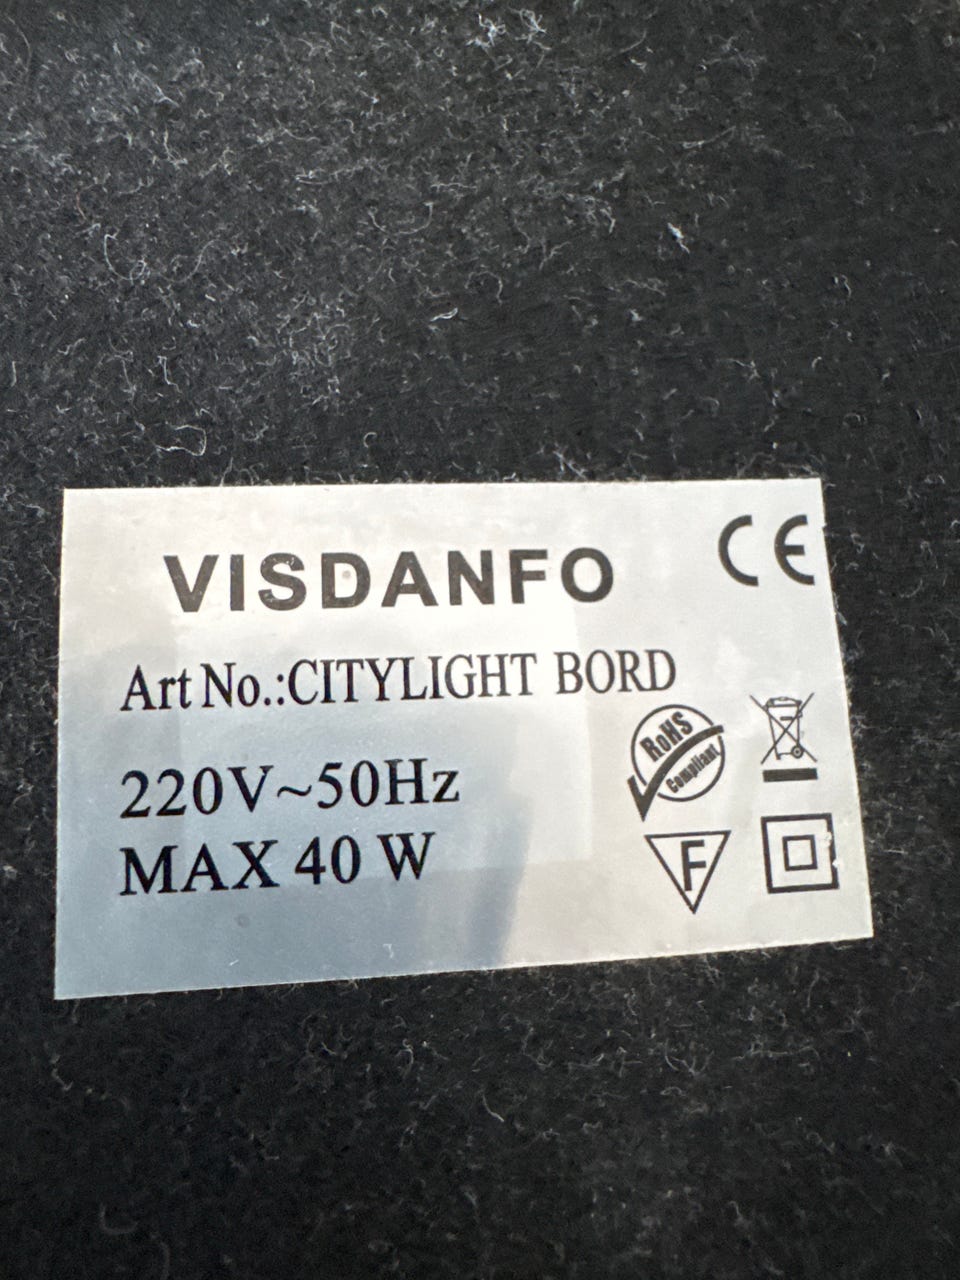 VISDANFO
CE
Art No.:CITYLIGHT BORD
220V~50Hz
MAX 40 W
RoHS
Compliant
F